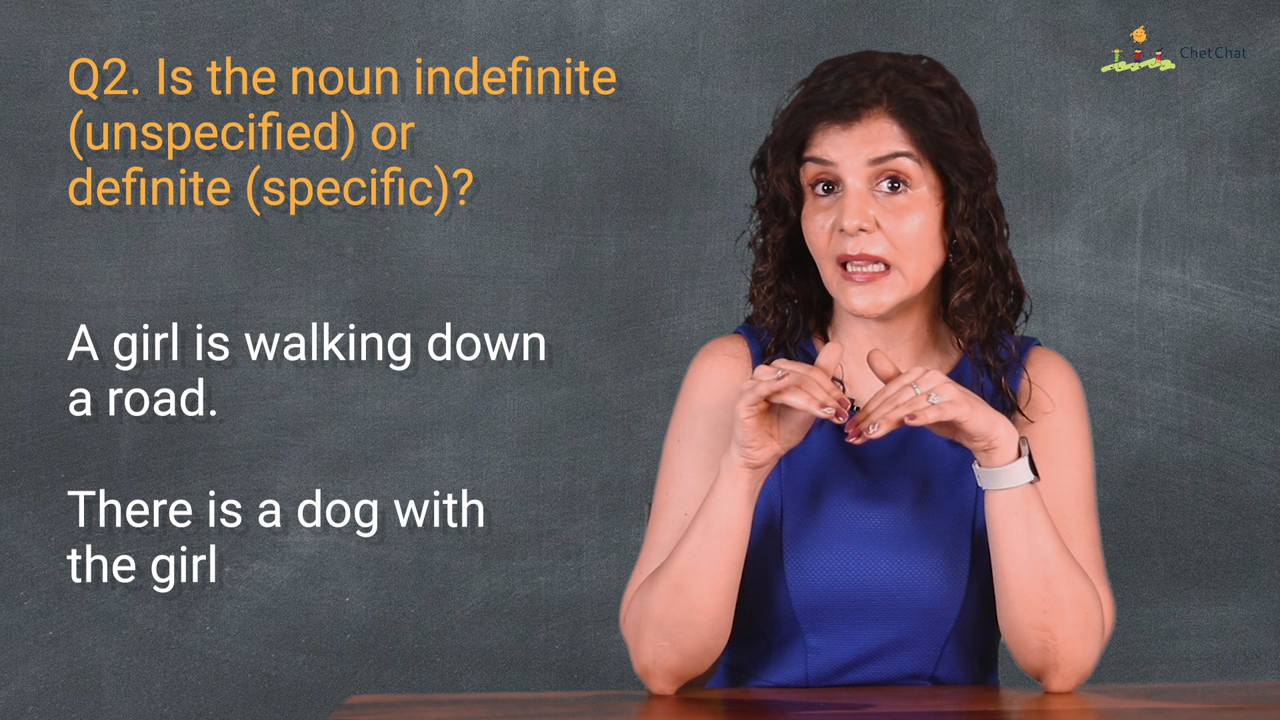 Q2. Is the noun indefinite
(unspecified) or
definite (specific)?
A girl is walking down
a road.
There is a dog with
the girl
ChetChat